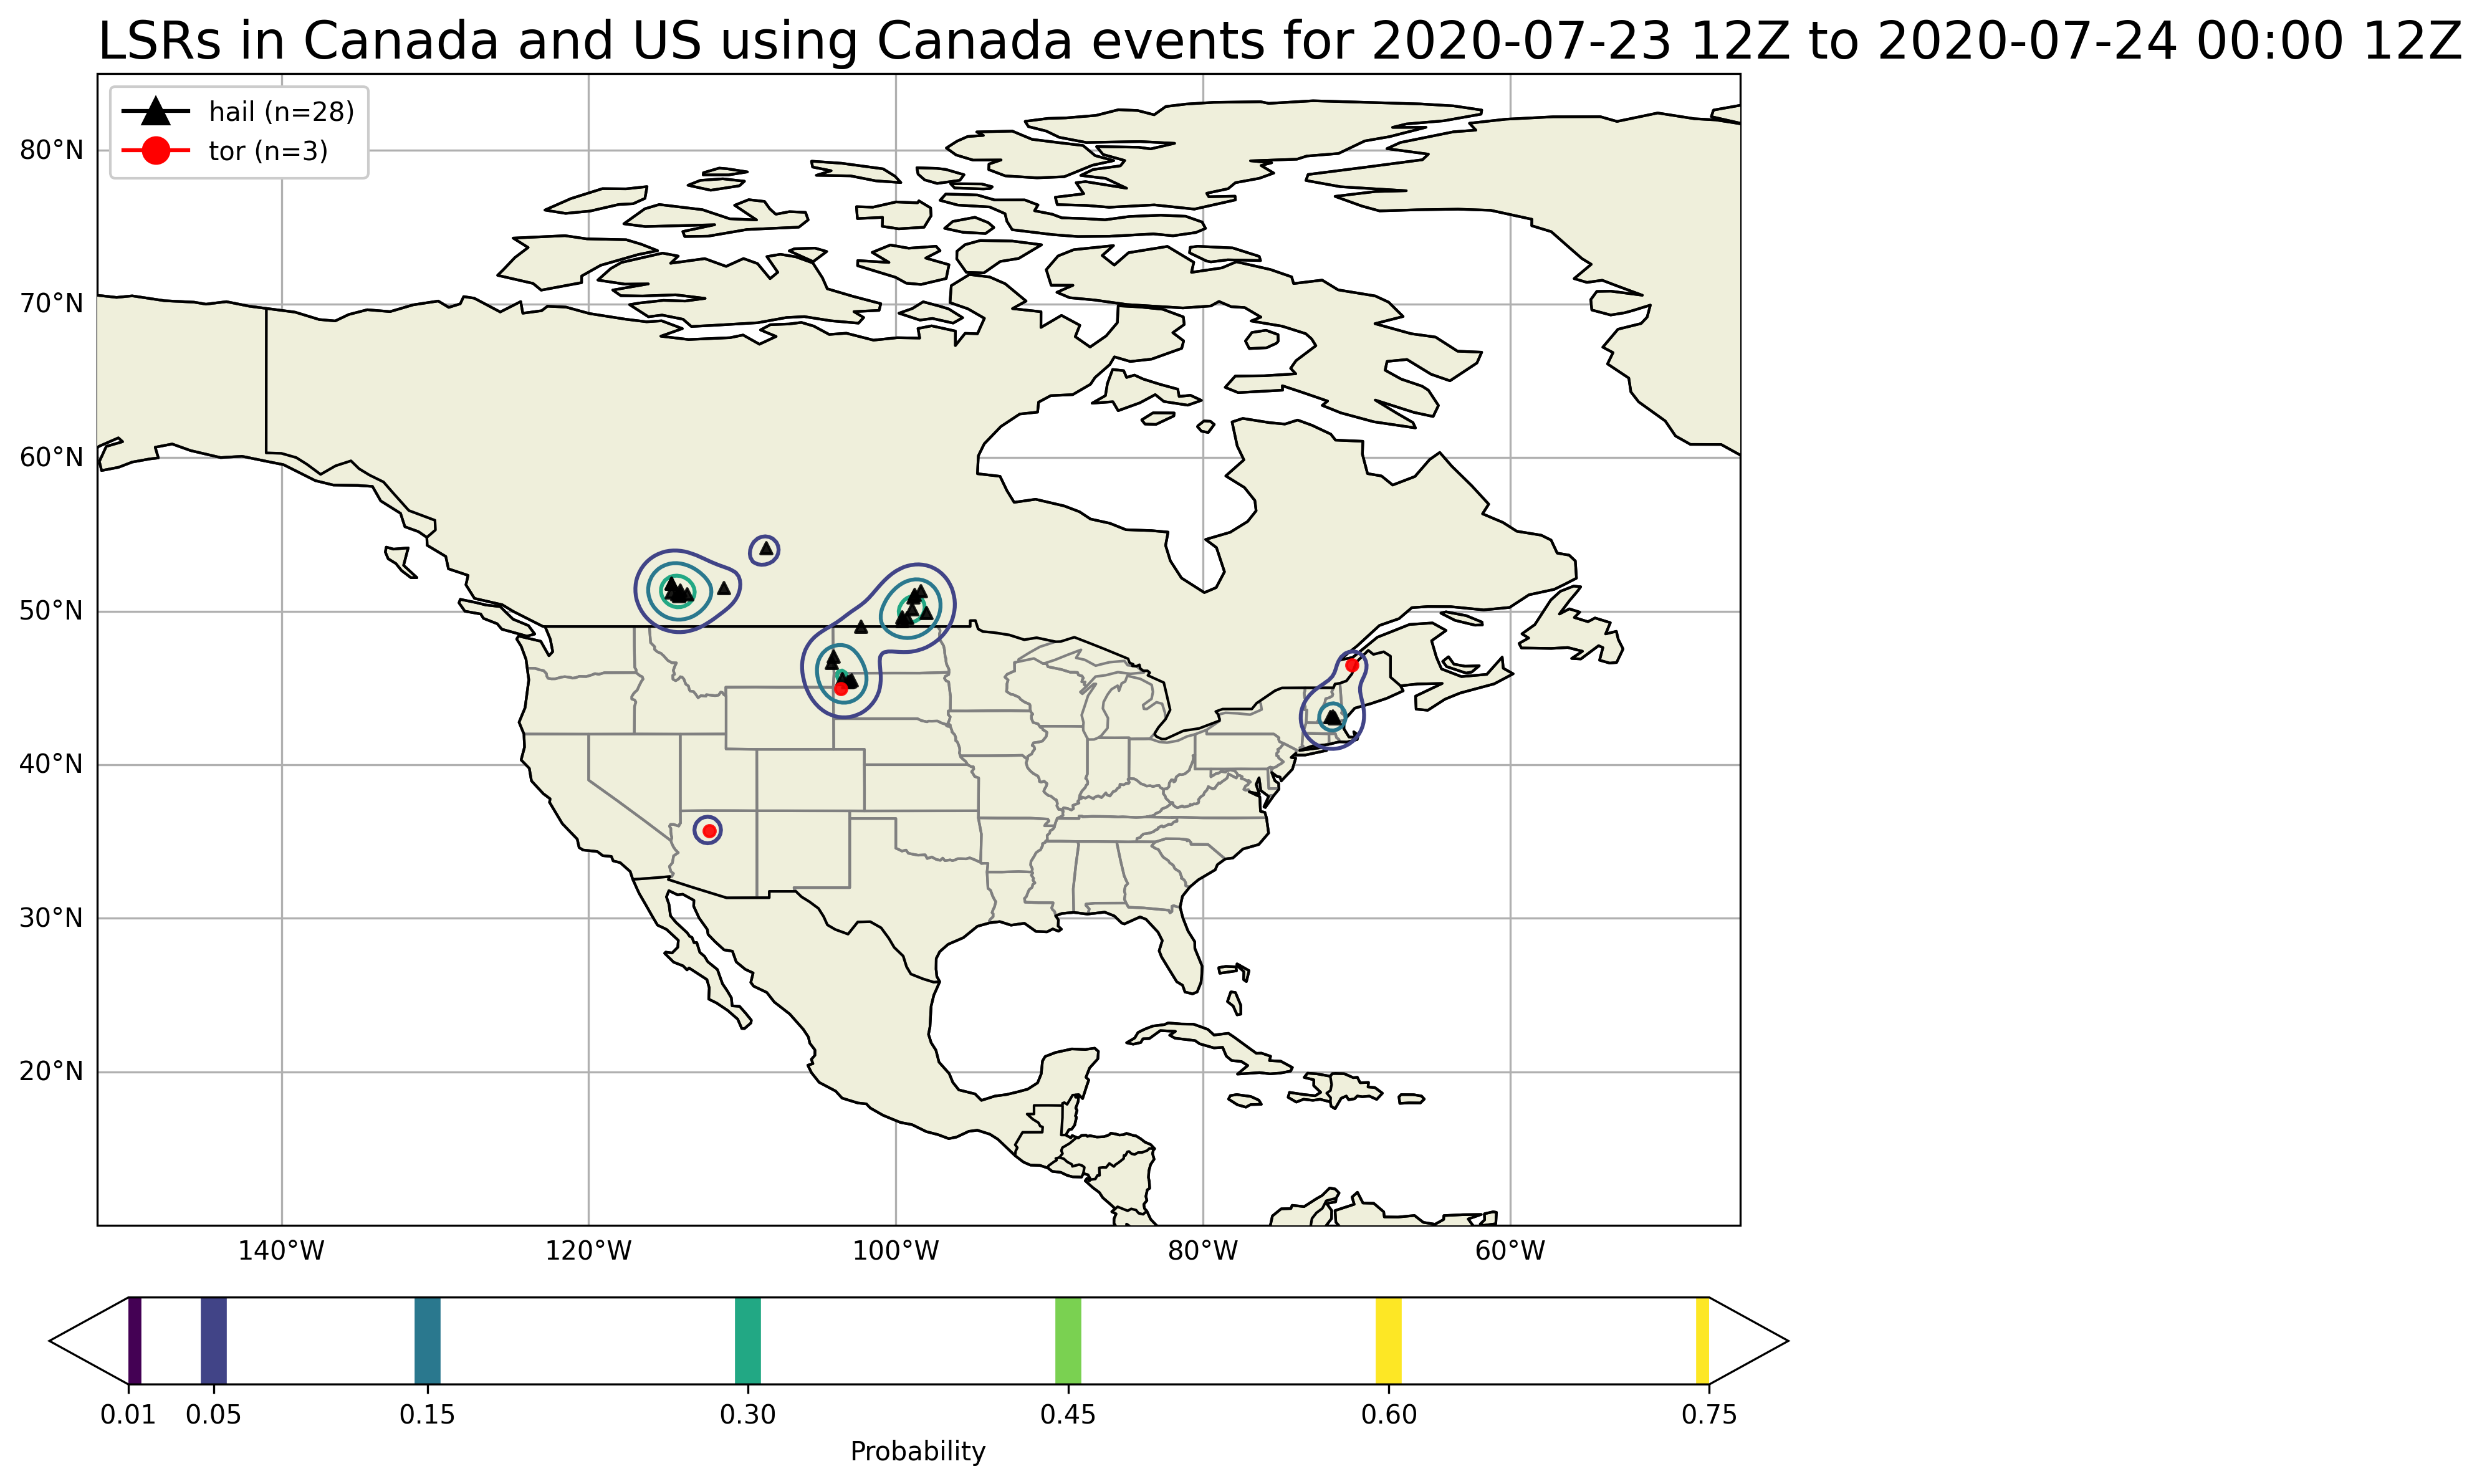 LSRs in Canada and US using Canada events for 2020-07-23 12Z to 2020-07-24 00:00 12Z
hail (n=28)
tor (n=3)
80°N
70°N
60°N
50°N
40°N
30°N
20°N
140°W 120°W 100°W 80°W 60°W
0.01 0.05 0.15 0.30 0.45 0.60 0.75
Probability